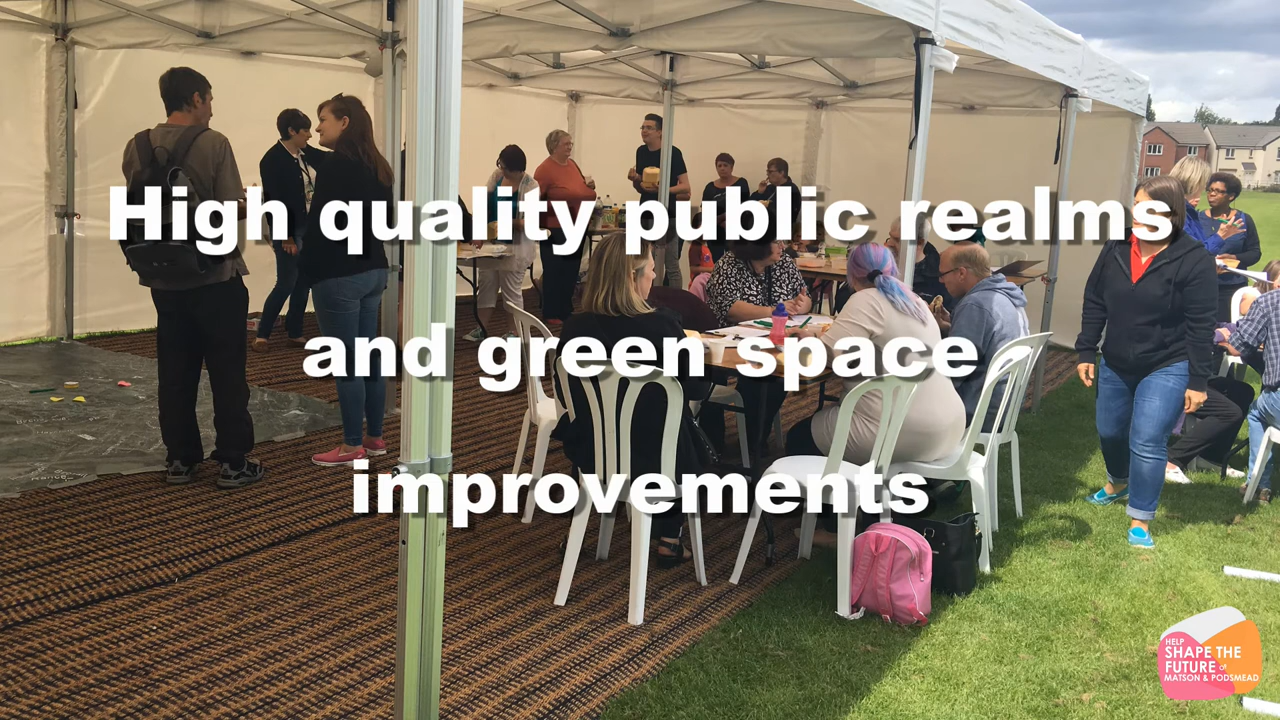 High quality public realms
and green space
improvements
HELP
SHAPE THE
FUTURE of
MATSON & PODSMEAD